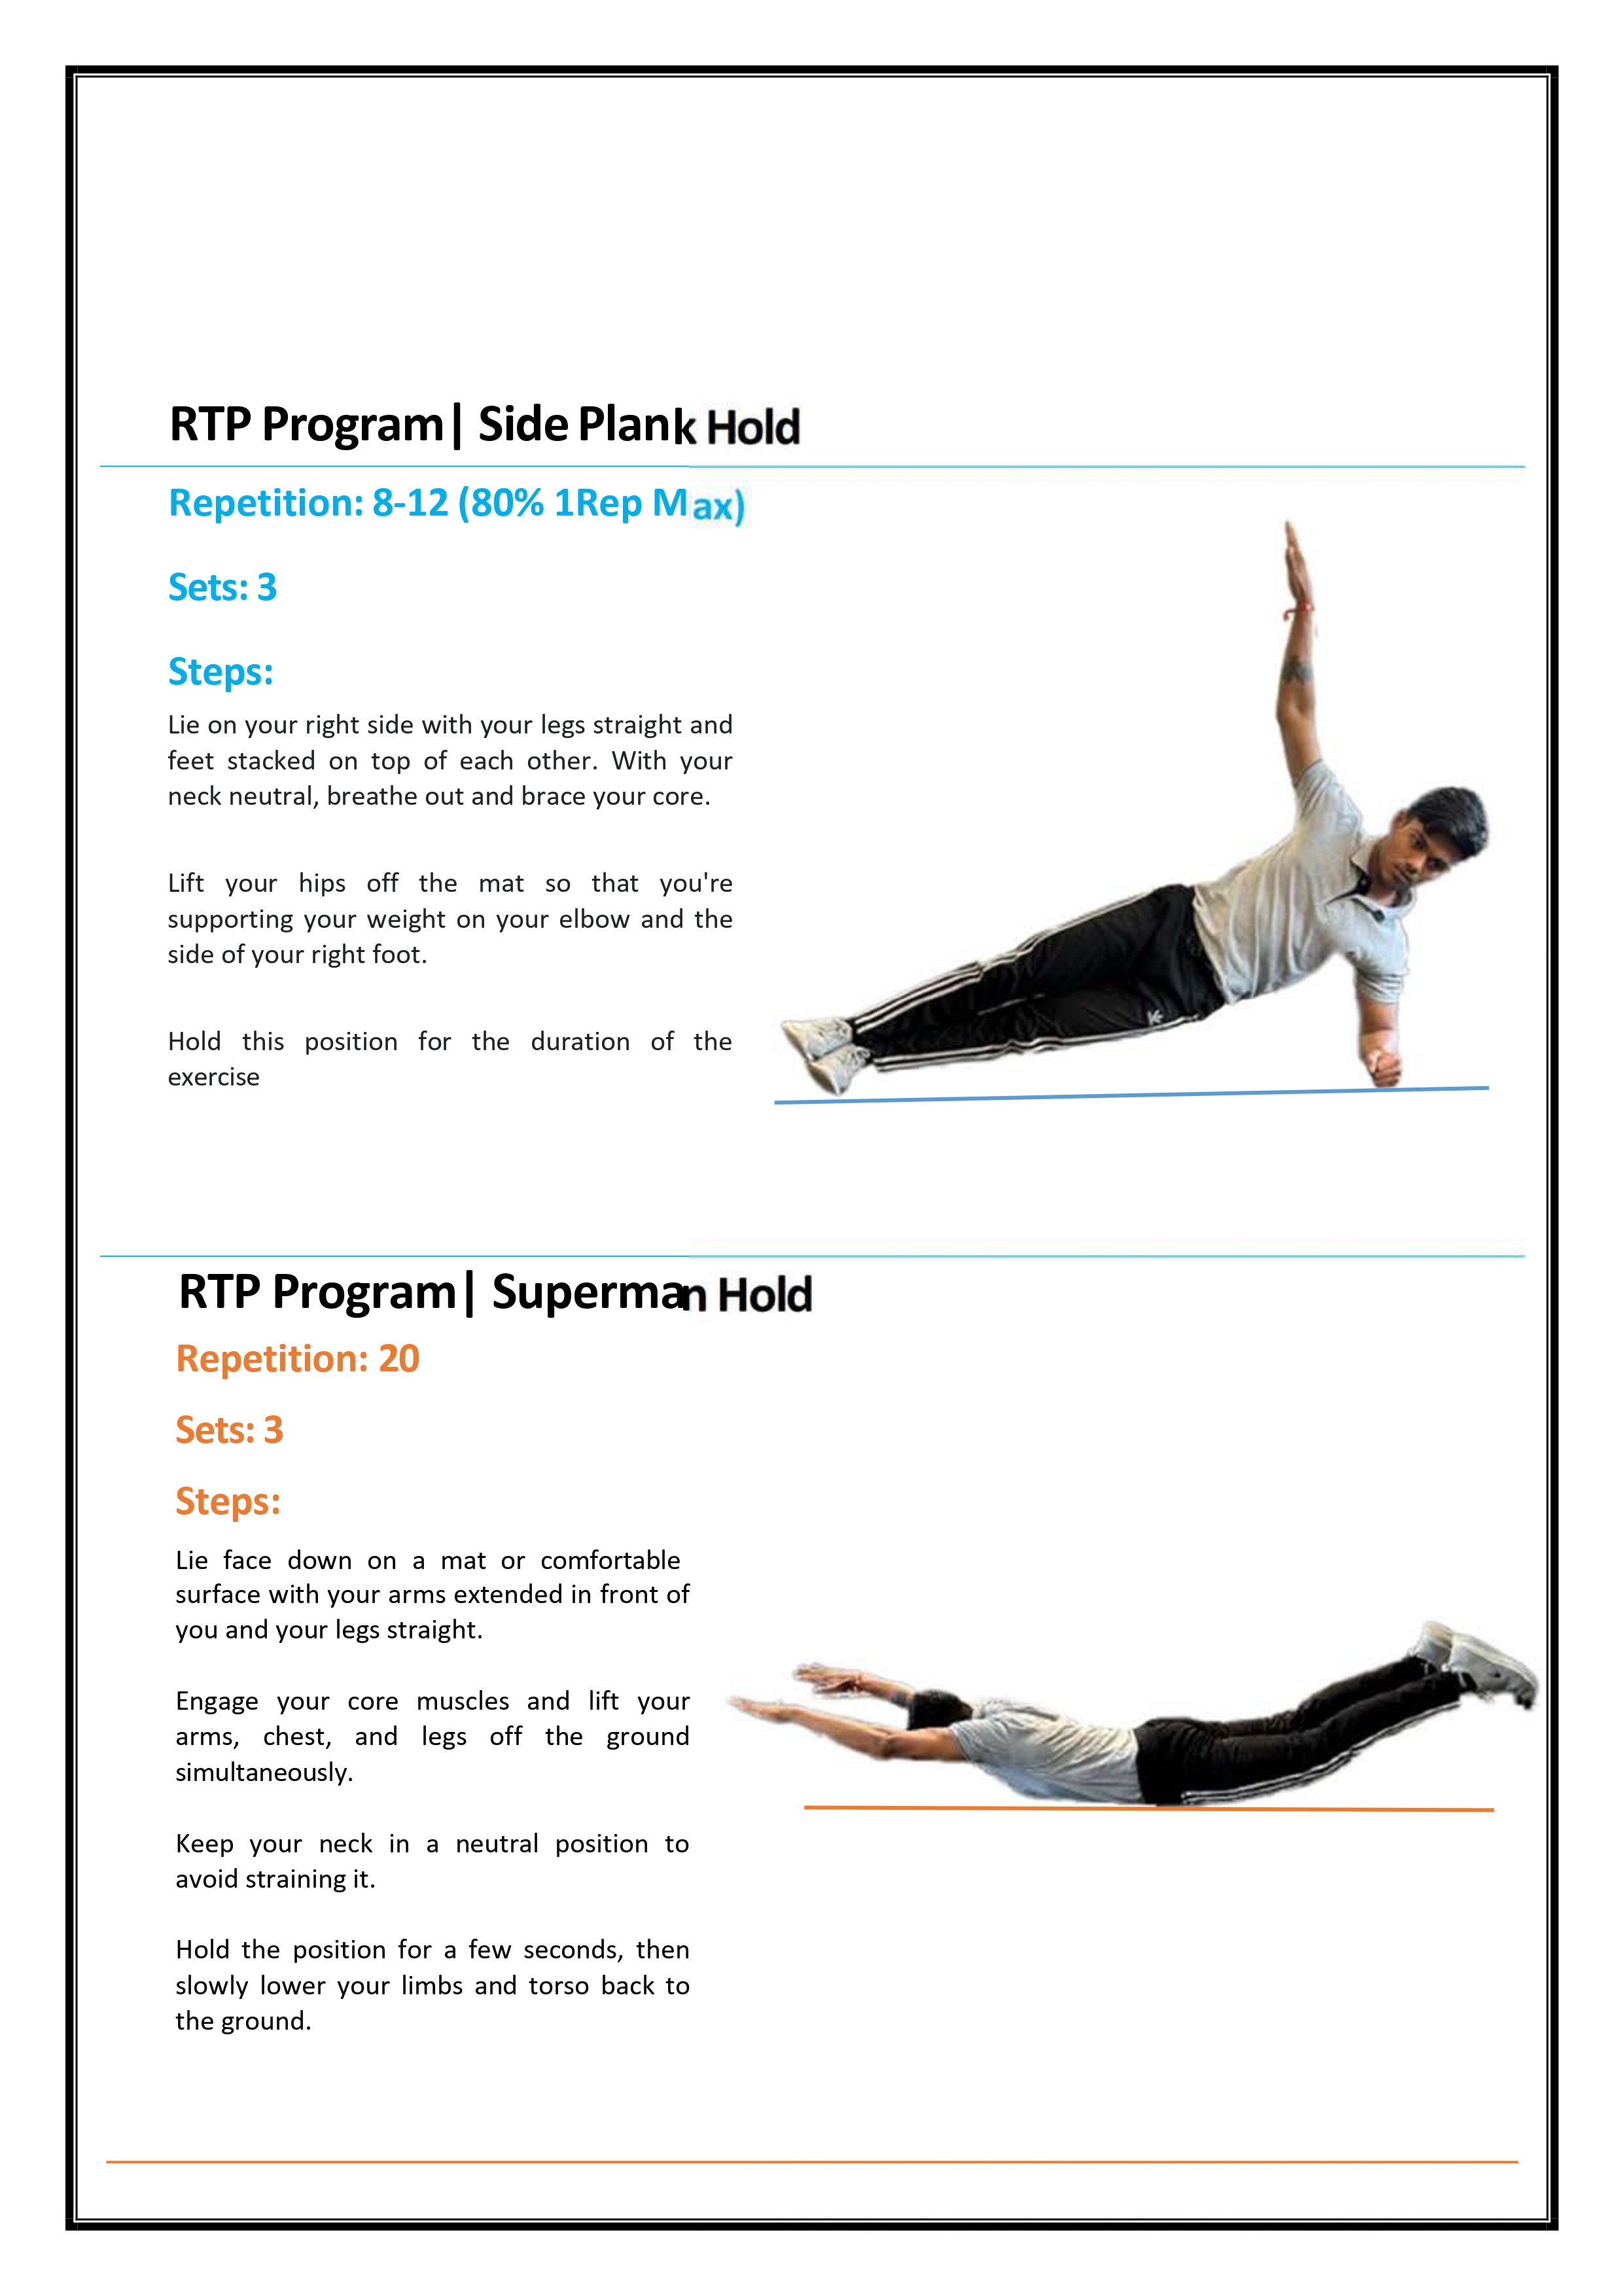 RTP Program| Side Plank Hold
Repetition: 8-12 (80% 1Rep Max)
Sets: 3
Steps:
Lie on your right side with your legs straight and
feet stacked on top of each other. With your
neck neutral, breathe out and brace your core.
Lift your hips off the mat so that you're
supporting your weight on your elbow and the
side of your right foot.
Hold this position for the duration of the
exercise
RTP Program| Superman Hold
Repetition: 20
Sets: 3
Steps:
Lie face down on a mat or comfortable
surface with your arms extended in front of
you and your legs straight.
Engage your core muscles and lift your
arms, chest, and legs off the ground
simultaneously.
Keep your neck in a neutral position to
avoid straining it.
Hold the position for a few seconds, then
slowly lower your limbs and torso back to
the ground.